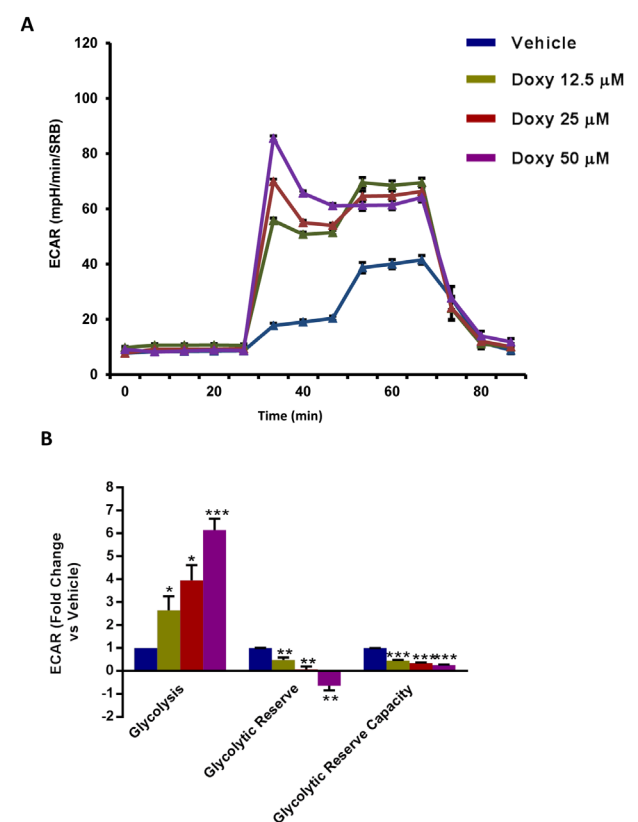 A
120
100
80
60
40
20
0
ECAR (mpH/min/SRB)
0 20 40 60 80
Time (min)
Vehicle
Doxy 12.5 μM
Doxy 25 μM
Doxy 50 μM
B
8
7
6
5
4
3
2
1
0
-1
-2
ECAR (Fold Change
vs Vehicle)
* * ***
** ** **
*** *** ***
Glycolysis
Glycolytic Reserve
Glycolytic Reserve Capacity